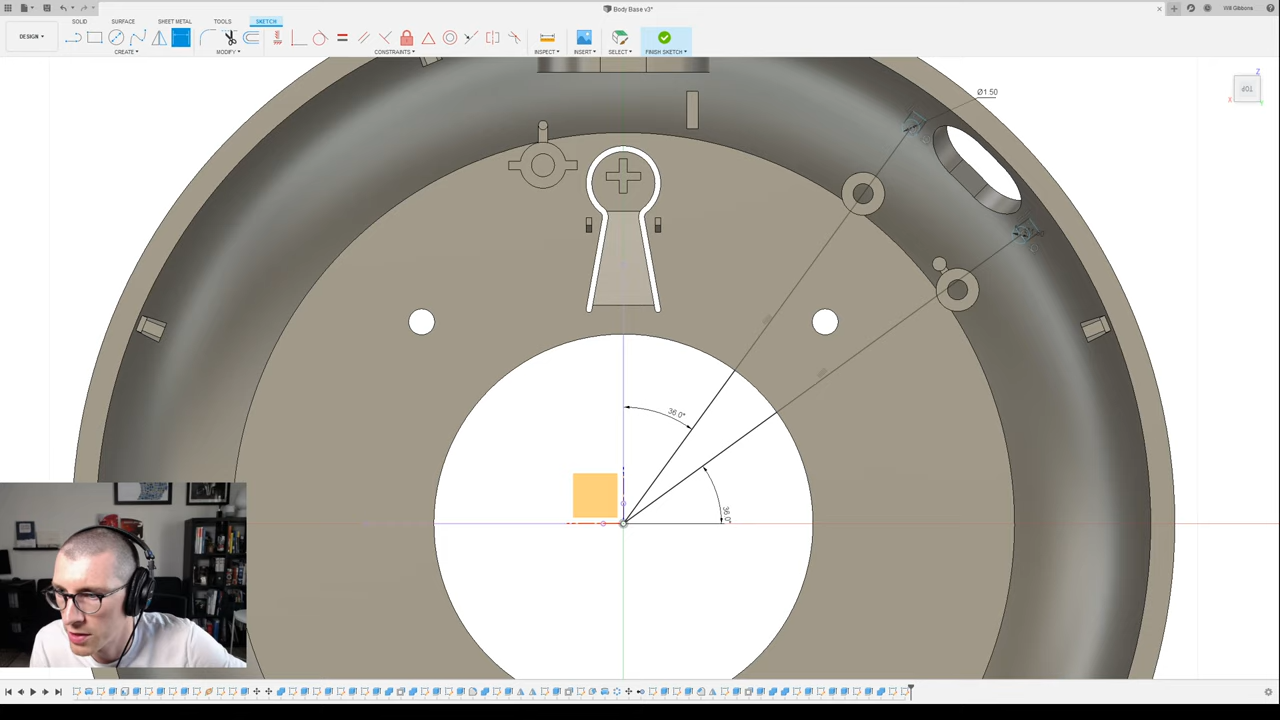 Body Base v3*
Will Gibbons
DESIGN
SOLID
SURFACE
SHEET METAL
SKETCH
TOOLS
CREATE
MODIFY
CONSTRAINTS
INSPECT
INSERT
SELECT
FINISH SKETCH
Z
TOP
X
Y
Ø1.50
36.0°
36.0°